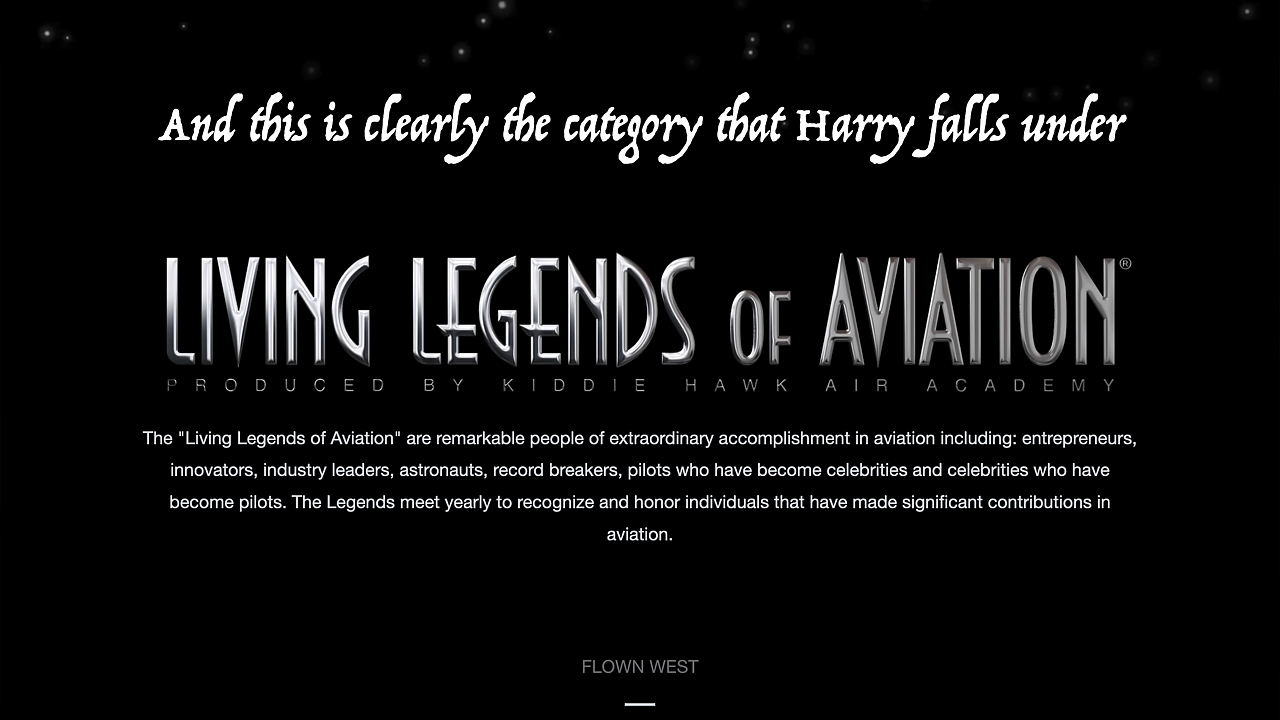 And this is clearly the category that Harry falls under
LIVING LEGENDS OF AVIATION®
PRODUCED BY KIDDIE HAWK AIR ACADEMY
The "Living Legends of Aviation" are remarkable people of extraordinary accomplishment in aviation including: entrepreneurs,
innovators, industry leaders, astronauts, record breakers, pilots who have become celebrities and celebrities who have
become pilots. The Legends meet yearly to recognize and honor individuals that have made significant contributions in
aviation.
FLOWN WEST